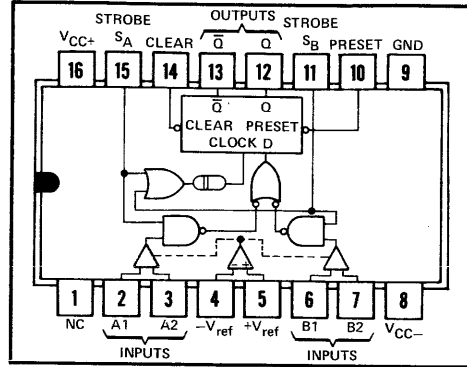 STROBE OUTPUTS STROBE
VCC+ SA CLEAR Q̅ Q SB PRESET GND
16 15 14 13 12 11 10 9
Q̅ Q
CLEAR PRESET
CLOCK D
1 2 3 4 5 6 7 8
NC A1 A2 −Vref +Vref B1 B2 VCC−
INPUTS INPUTS